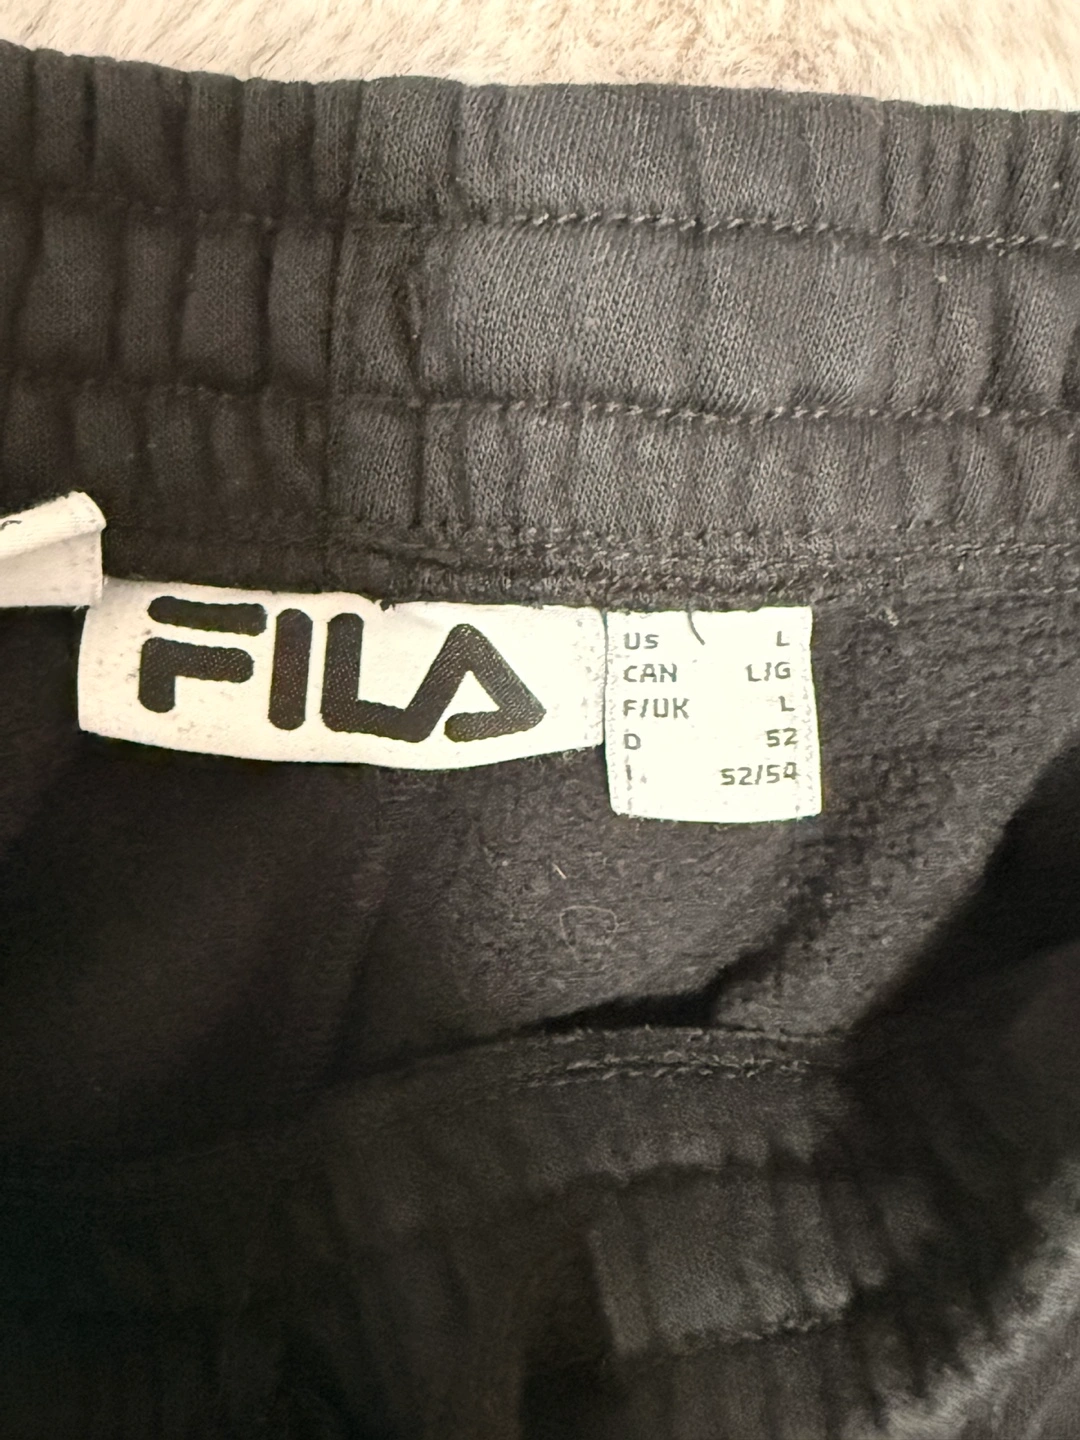 FILA
US L
CAN L/G
F/UK L
D 52
I 52/54